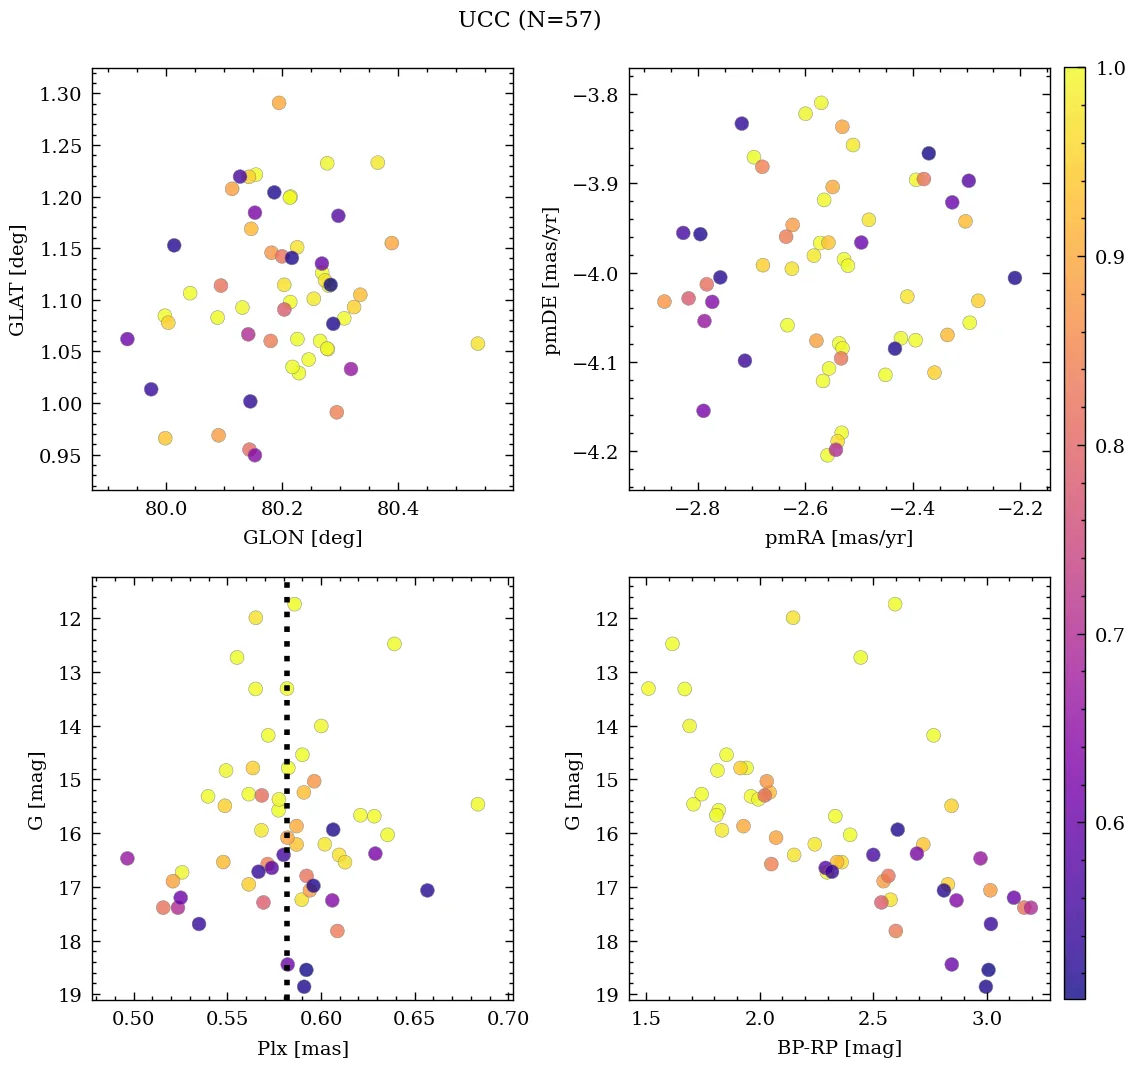 UCC (N=57)
1.30
1.25
1.20
1.15
1.10
1.05
1.00
0.95
GLAT [deg]
80.0 80.2 80.4
GLON [deg]
−3.8
−3.9
−4.0
−4.1
−4.2
pmDE [mas/yr]
−2.8 −2.6 −2.4 −2.2
pmRA [mas/yr]
1.0
0.9
0.8
0.7
0.6
12
13
14
15
16
17
18
19
G [mag]
0.50 0.55 0.60 0.65 0.70
Plx [mas]
12
13
14
15
16
17
18
19
G [mag]
1.5 2.0 2.5 3.0
BP-RP [mag]